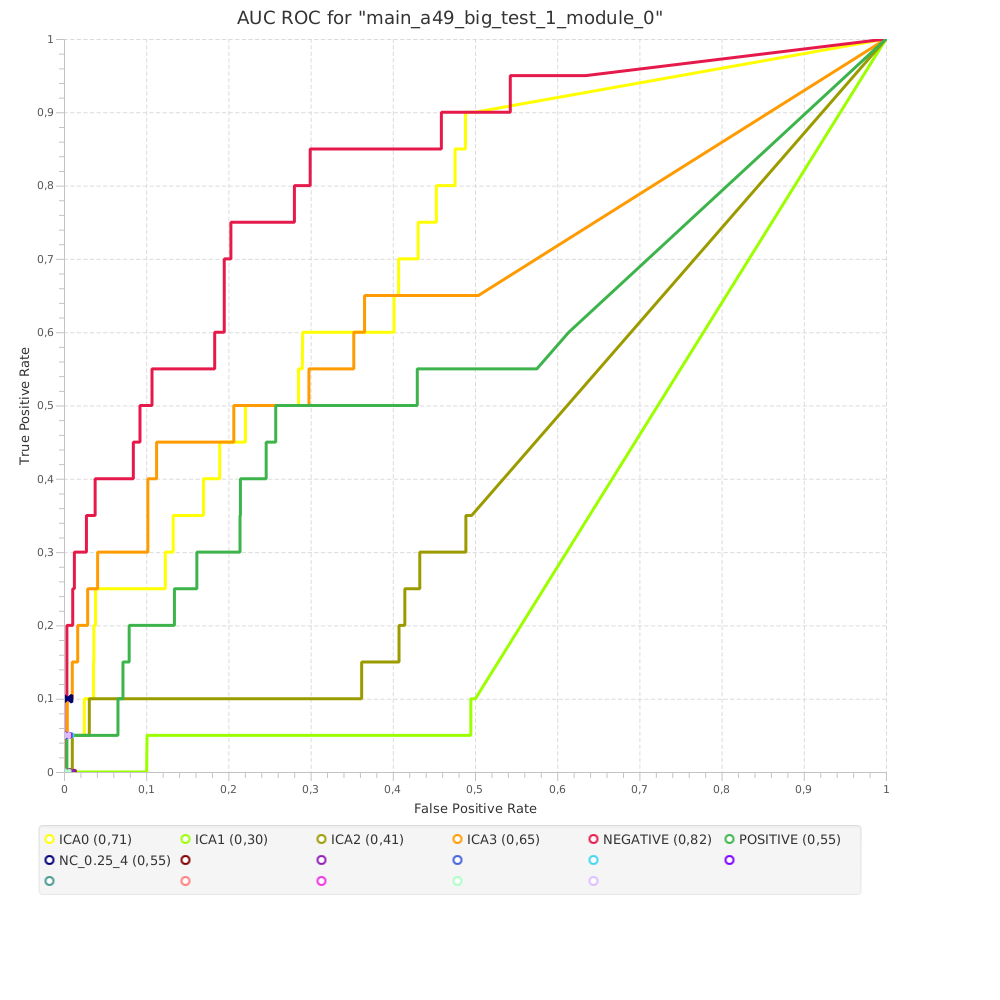 AUC ROC for "main_a49_big_test_1_module_0"
1
0,9
0,8
0,7
0,6
0,5
0,4
0,3
0,2
0,1
0
True Positive Rate
0 0,1 0,2 0,3 0,4 0,5 0,6 0,7 0,8 0,9 1
False Positive Rate
ICA0 (0,71) ICA1 (0,30) ICA2 (0,41) ICA3 (0,65) NEGATIVE (0,82) POSITIVE (0,55)
NC_0.25_4 (0,55)